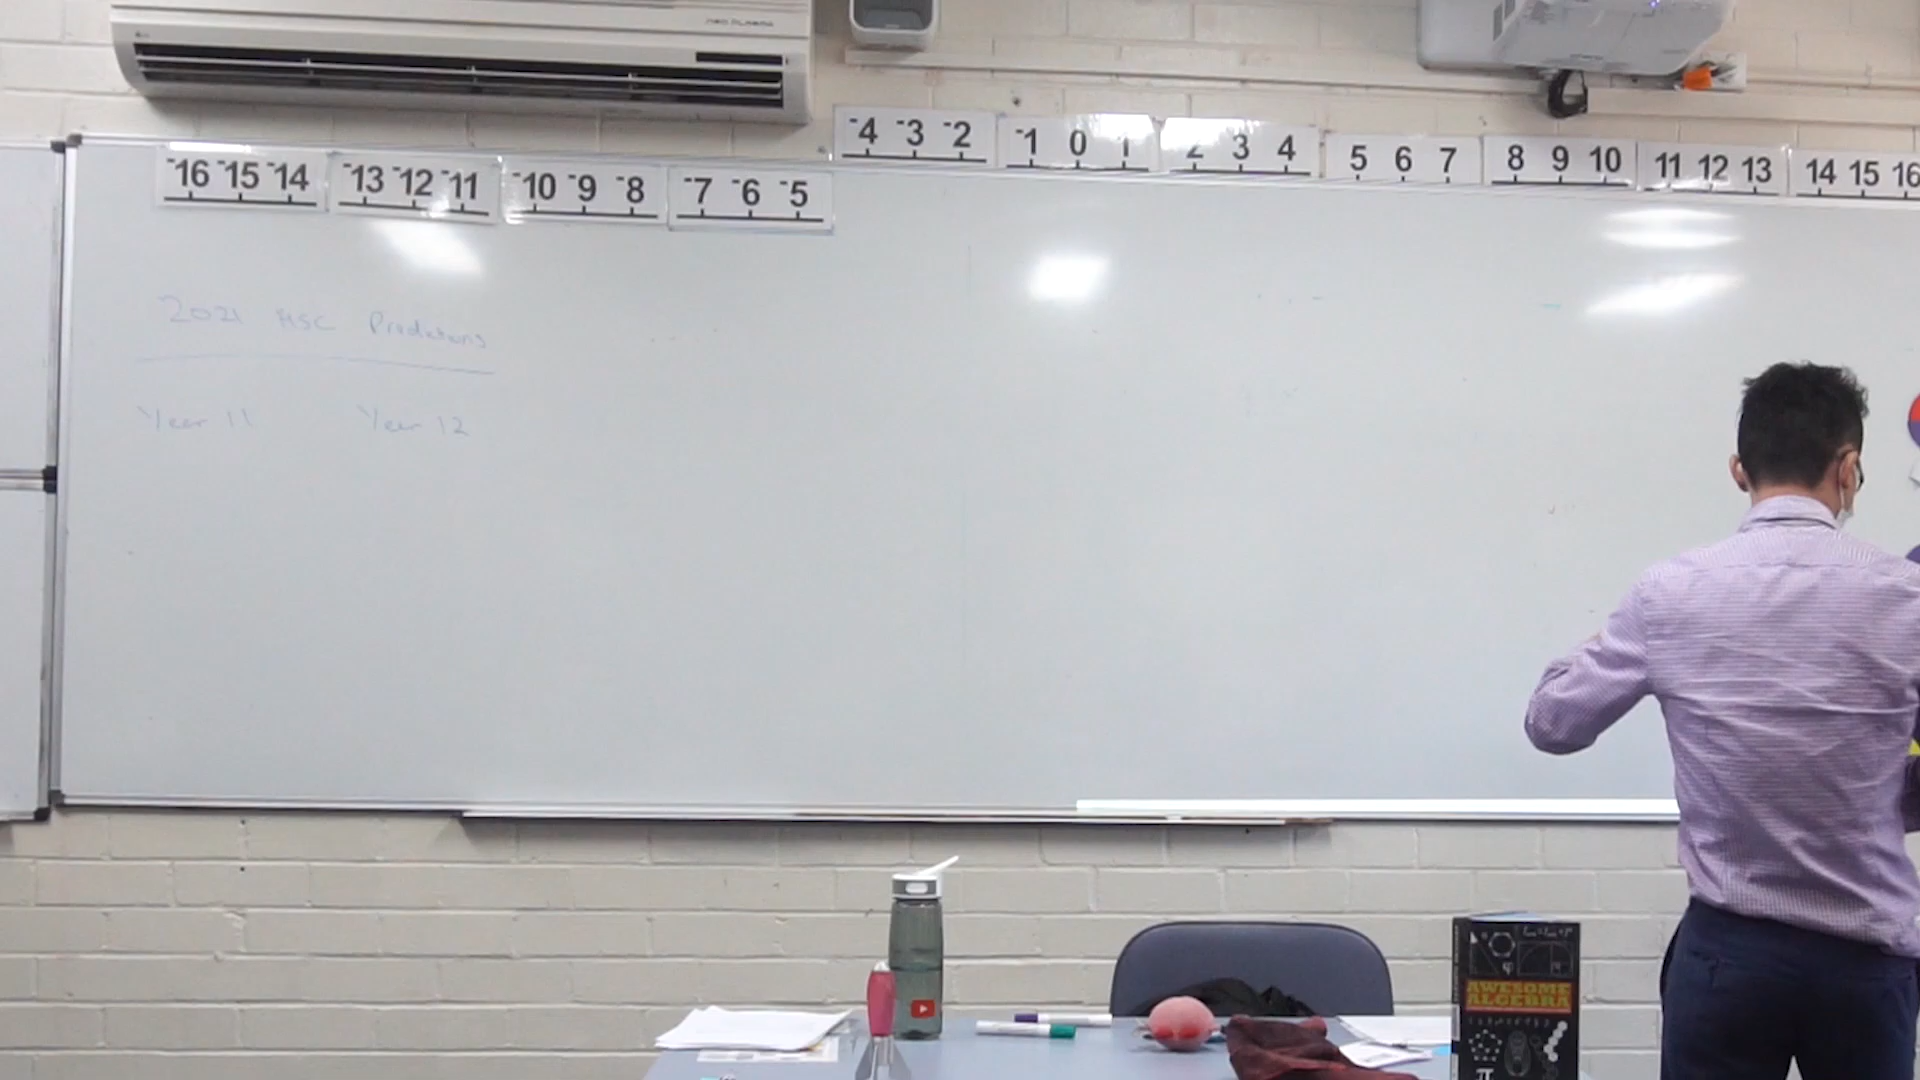 NEO PLASMA
-4 -3 -2 -1 0 1 2 3 4 5 6 7 8 9 10 11 12 13 14 15 16
-16 -15 -14 -13 -12 -11 -10 -9 -8 -7 -6 -5
2021 HSC Predictions
Year 11 Year 12
AWESOME
ALGEBRA
π